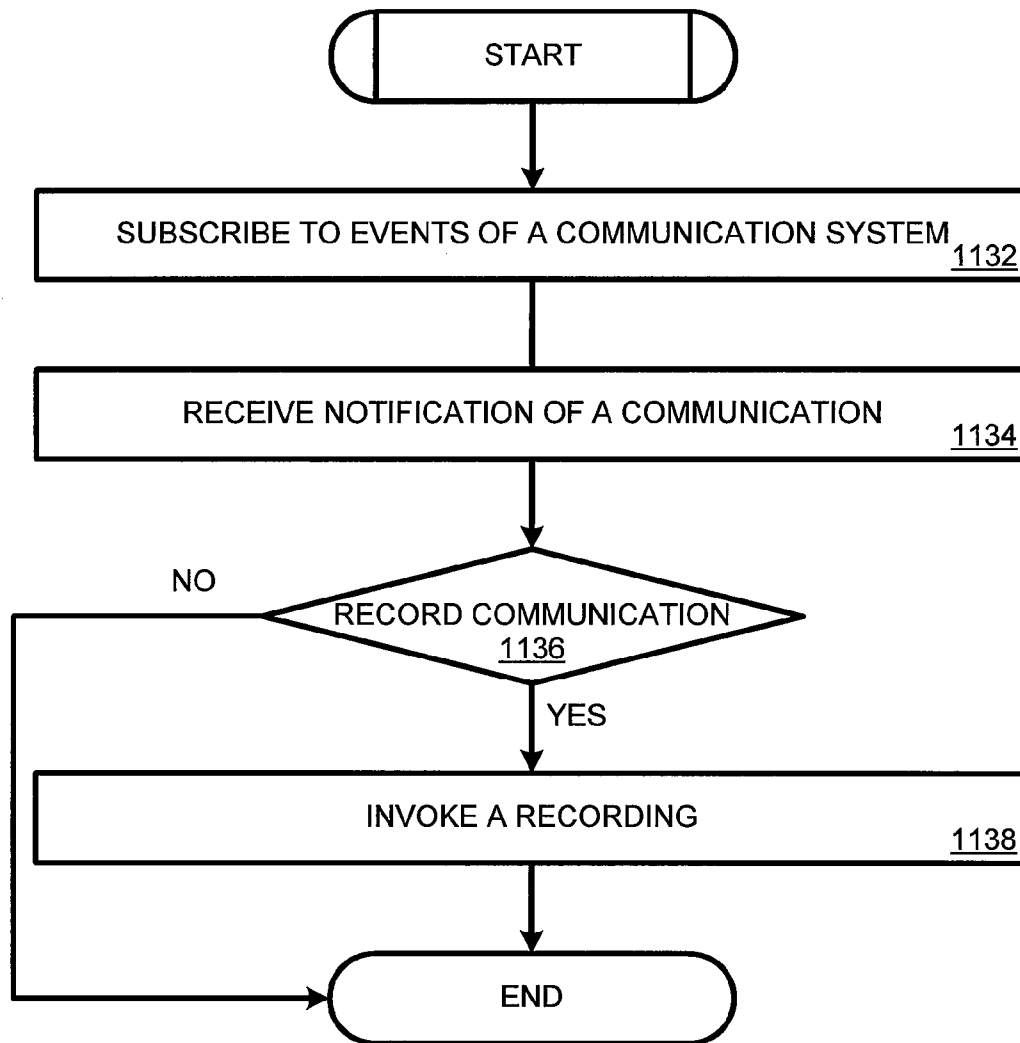 START
SUBSCRIBE TO EVENTS OF A COMMUNICATION SYSTEM
1132
RECEIVE NOTIFICATION OF A COMMUNICATION
1134
NO
RECORD COMMUNICATION
1136
YES
INVOKE A RECORDING
1138
END